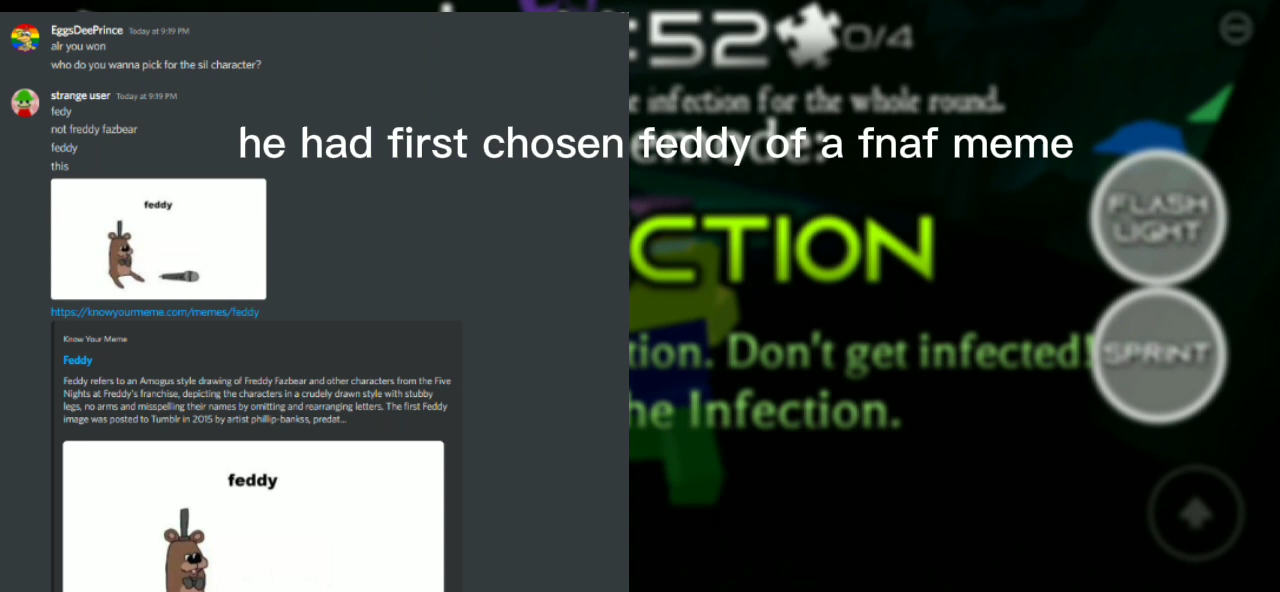 EggsDeePrince Today at 9:19 PM
alr you won
who do you wanna pick for the sil character?
strange user Today at 9:19 PM
fedy
not freddy fazbear
feddy
this
feddy
https://knowyourmeme.com/memes/feddy
Know Your Meme
Feddy
Feddy refers to an Amogus style drawing of Freddy Fazbear and other characters from the Five
Nights at Freddy's franchise, depicting the characters in a crudely drawn style with stubby
legs, no arms and misspelling their names by omitting and rearranging letters. The first Feddy
image was posted to Tumblr in 2015 by artist phillip-bankss, predat...
feddy
he had first chosen feddy of a fnaf meme
:52 0/4
e infection for the whole round.
emode:
CTION
tion. Don't get infected!
he Infection.
FLASH
LIGHT
SPRINT